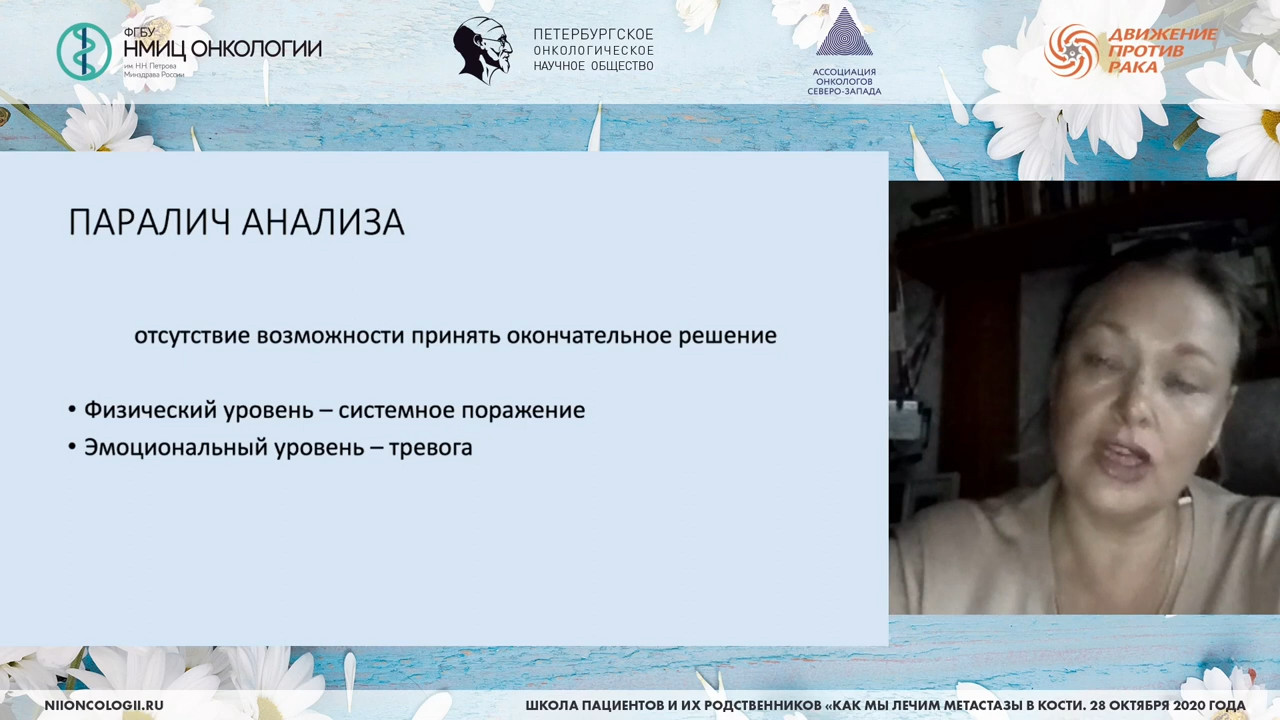 ФГБУ
НМИЦ ОНКОЛОГИИ
им. Н.Н. Петрова
Минздрава России
ПЕТЕРБУРГСКОЕ
ОНКОЛОГИЧЕСКОЕ
НАУЧНОЕ ОБЩЕСТВО
АССОЦИАЦИЯ
ОНКОЛОГОВ
СЕВЕРО-ЗАПАДА
ДВИЖЕНИЕ
ПРОТИВ
РАКА
ПАРАЛИЧ АНАЛИЗА
отсутствие возможности принять окончательное решение
• Физический уровень – системное поражение
• Эмоциональный уровень – тревога
NIIONCOLOGII.RU
ШКОЛА ПАЦИЕНТОВ И ИХ РОДСТВЕННИКОВ «КАК МЫ ЛЕЧИМ МЕТАСТАЗЫ В КОСТИ. 28 ОКТЯБРЯ 2020 ГОДА